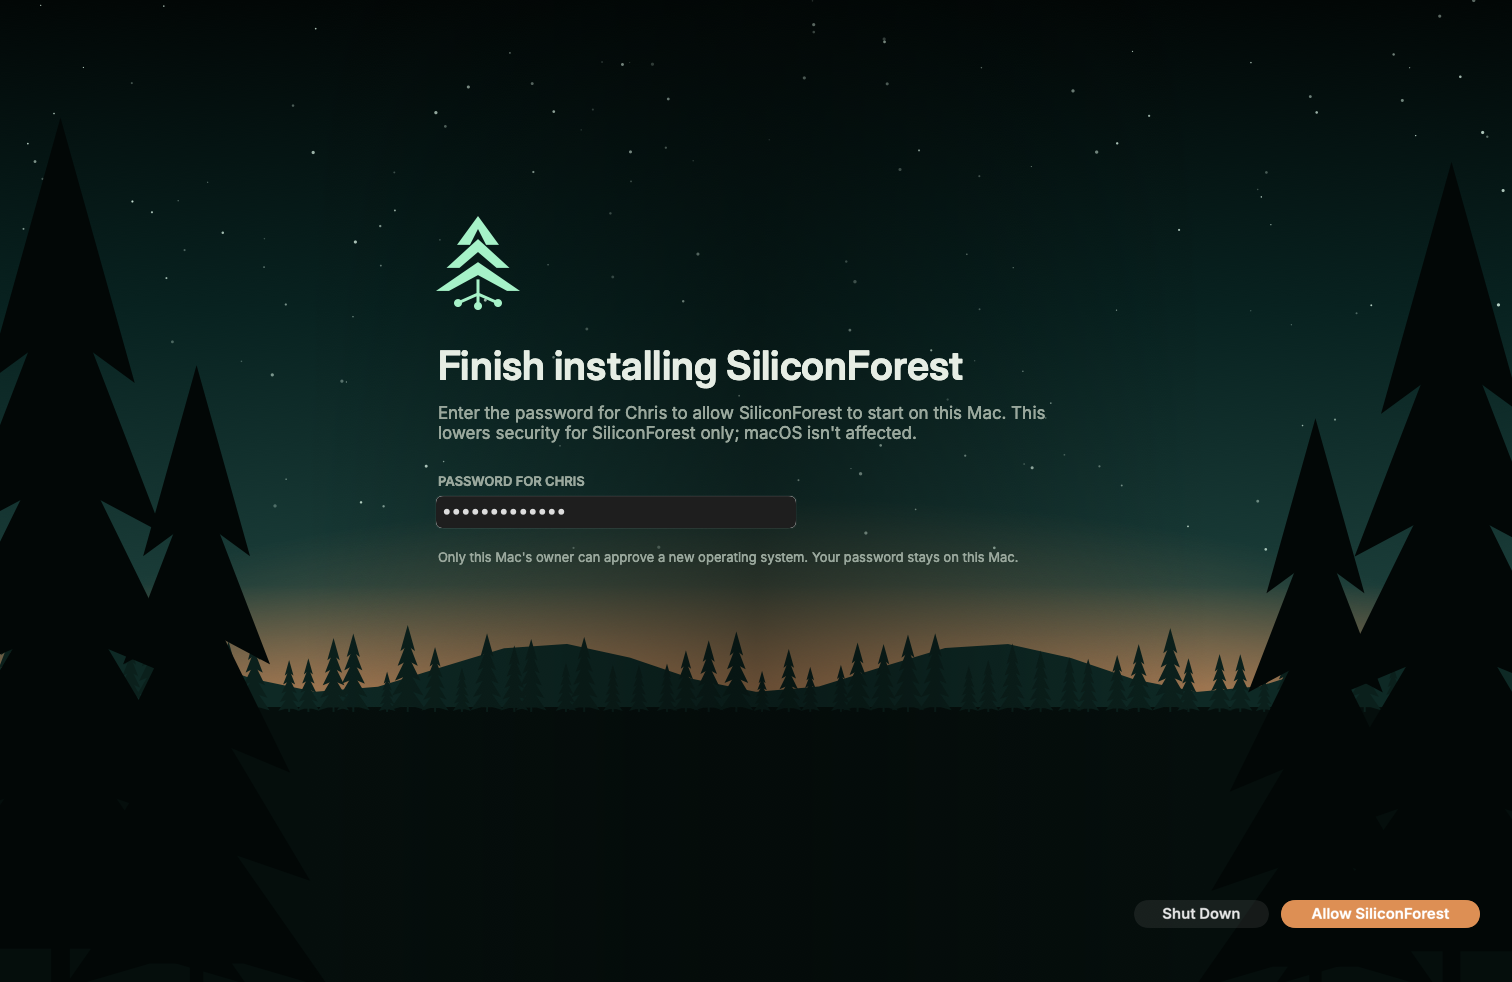 Finish installing SiliconForest
Enter the password for Chris to allow SiliconForest to start on this Mac. This
lowers security for SiliconForest only; macOS isn't affected.
PASSWORD FOR CHRIS
Only this Mac's owner can approve a new operating system. Your password stays on this Mac.
Shut Down
Allow SiliconForest